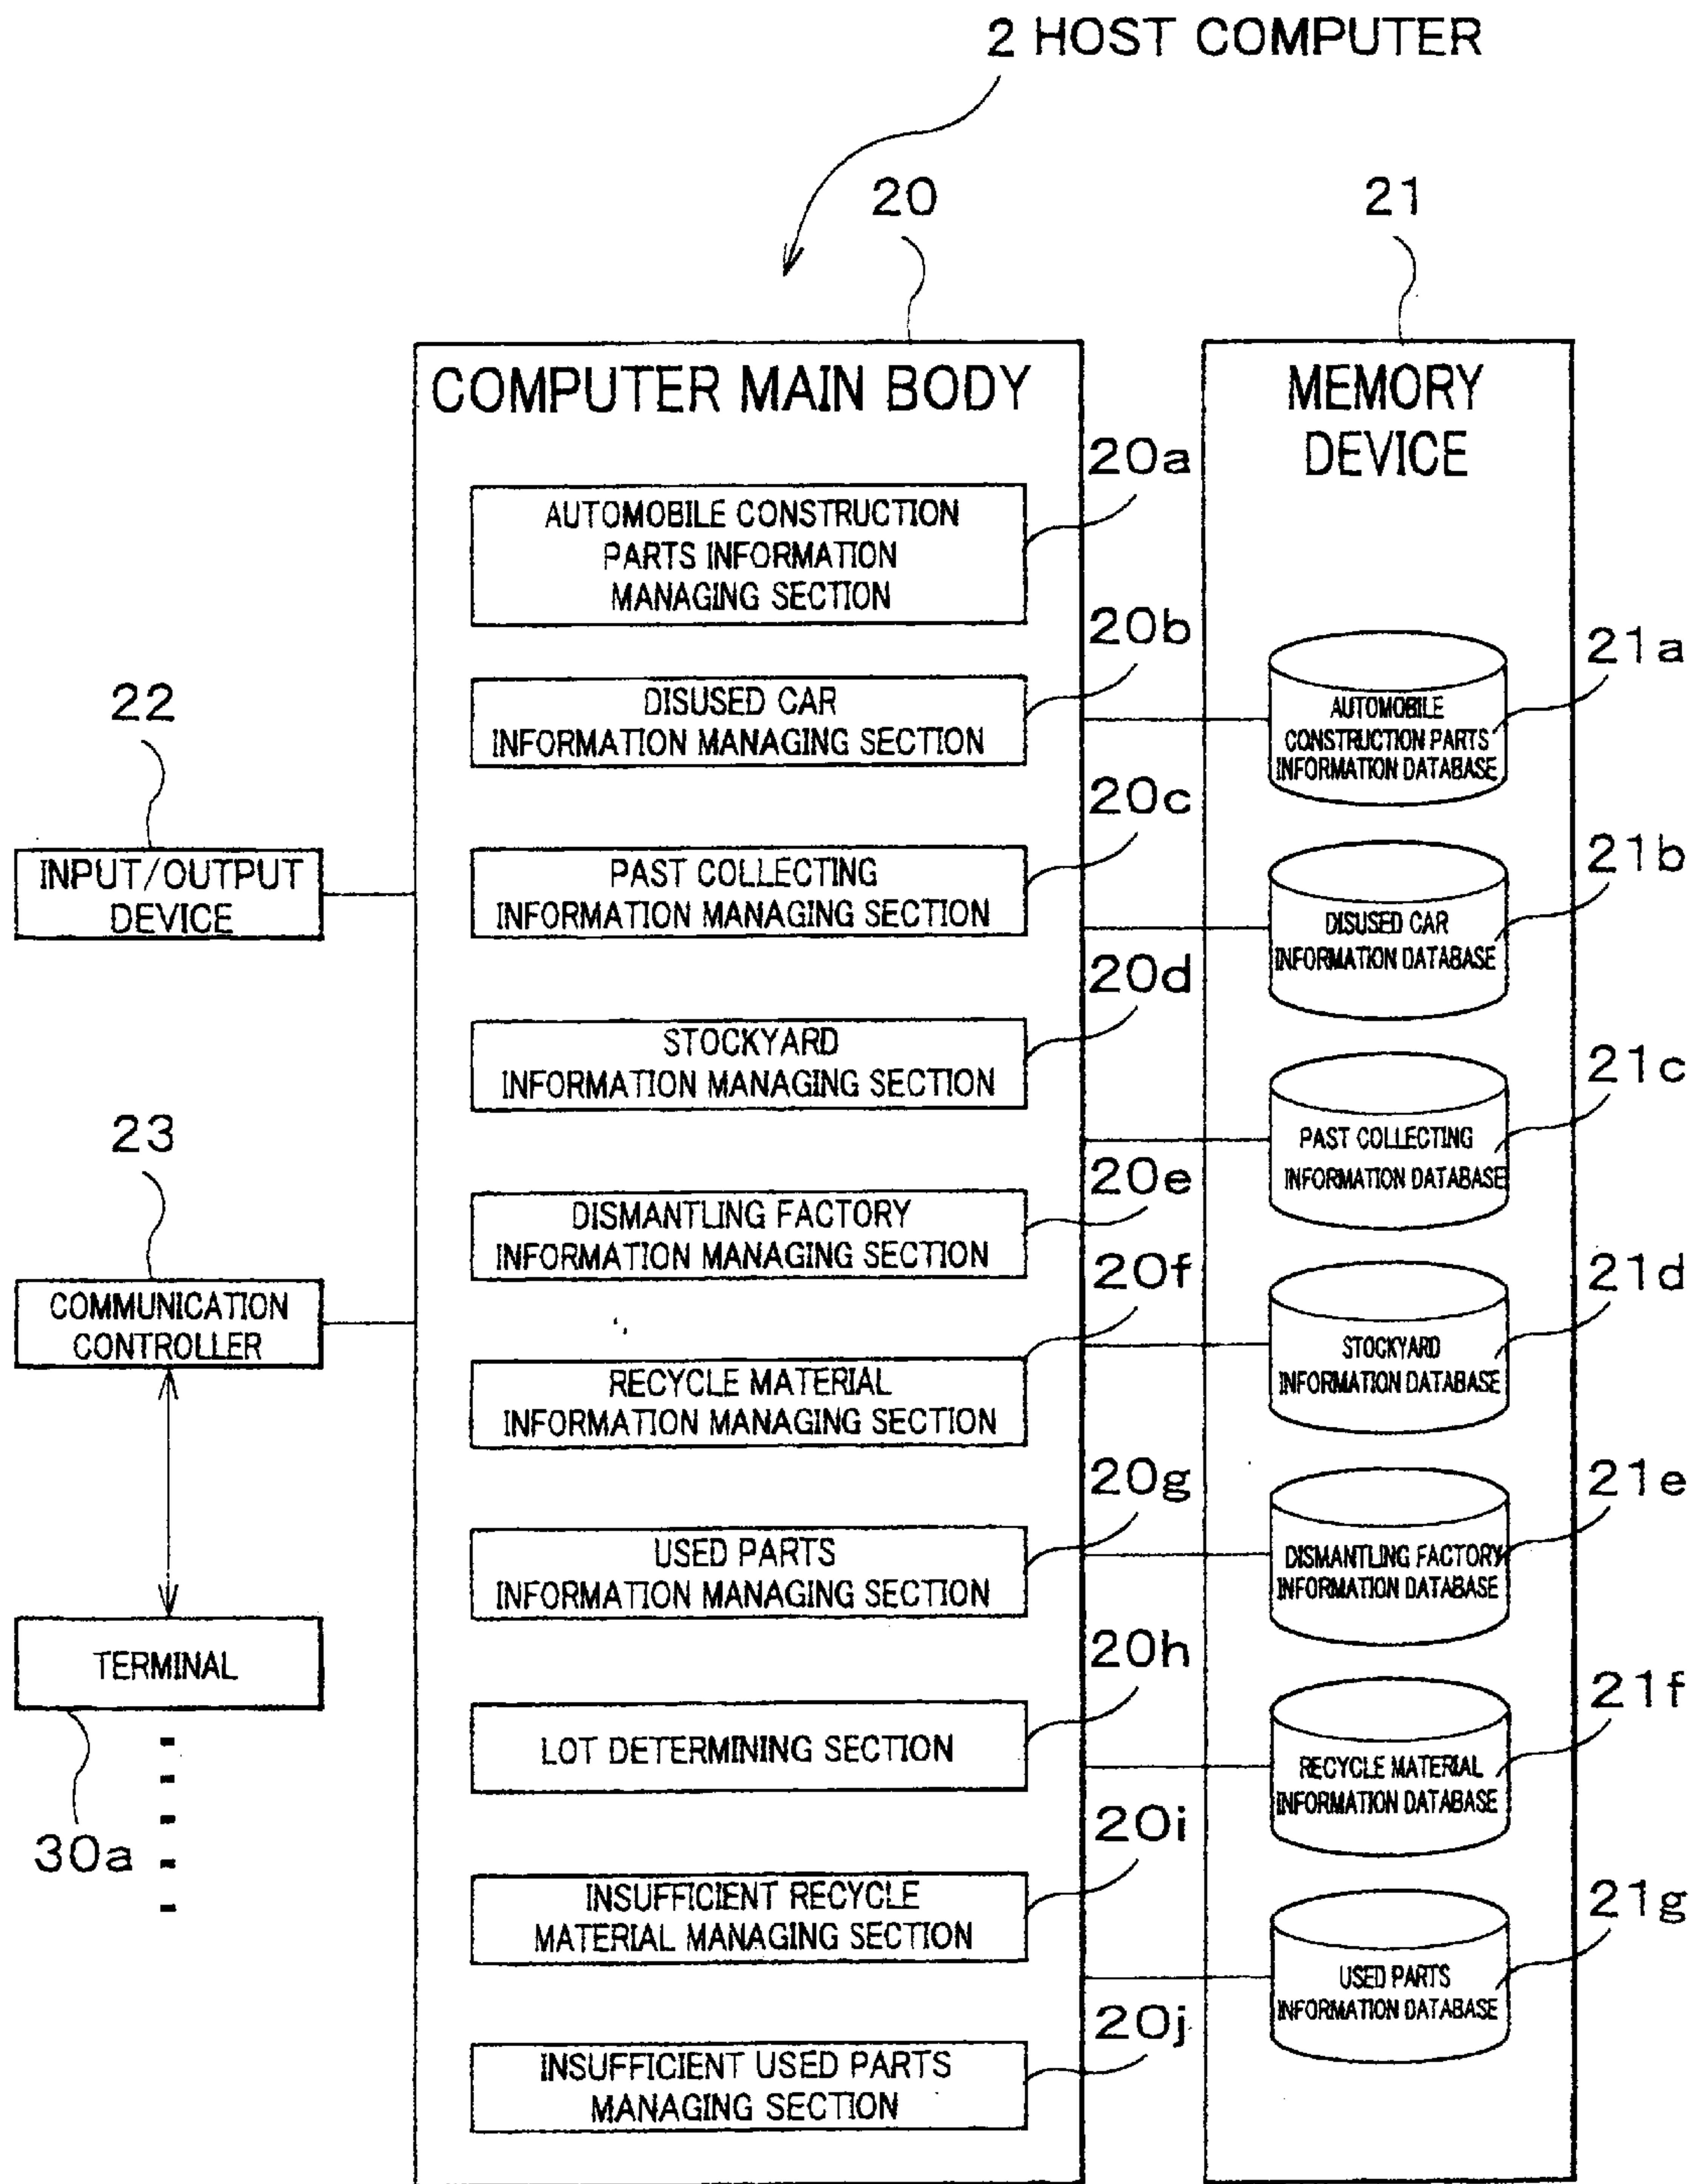 2 HOST COMPUTER
20
21
COMPUTER MAIN BODY
20a
AUTOMOBILE CONSTRUCTION
PARTS INFORMATION
MANAGING SECTION
20b
DISUSED CAR
INFORMATION MANAGING SECTION
20c
PAST COLLECTING
INFORMATION MANAGING SECTION
20d
STOCKYARD
INFORMATION MANAGING SECTION
20e
DISMANTLING FACTORY
INFORMATION MANAGING SECTION
20f
RECYCLE MATERIAL
INFORMATION MANAGING SECTION
20g
USED PARTS
INFORMATION MANAGING SECTION
20h
LOT DETERMINING SECTION
20i
INSUFFICIENT RECYCLE
MATERIAL MANAGING SECTION
20j
INSUFFICIENT USED PARTS
MANAGING SECTION
MEMORY
DEVICE
21a
AUTOMOBILE
CONSTRUCTION PARTS
INFORMATION DATABASE
21b
DISUSED CAR
INFORMATION DATABASE
21c
PAST COLLECTING
INFORMATION DATABASE
21d
STOCKYARD
INFORMATION DATABASE
21e
DISMANTLING FACTORY
INFORMATION DATABASE
21f
RECYCLE MATERIAL
INFORMATION DATABASE
21g
USED PARTS
INFORMATION DATABASE
22
INPUT/OUTPUT
DEVICE
23
COMMUNICATION
CONTROLLER
TERMINAL
30a